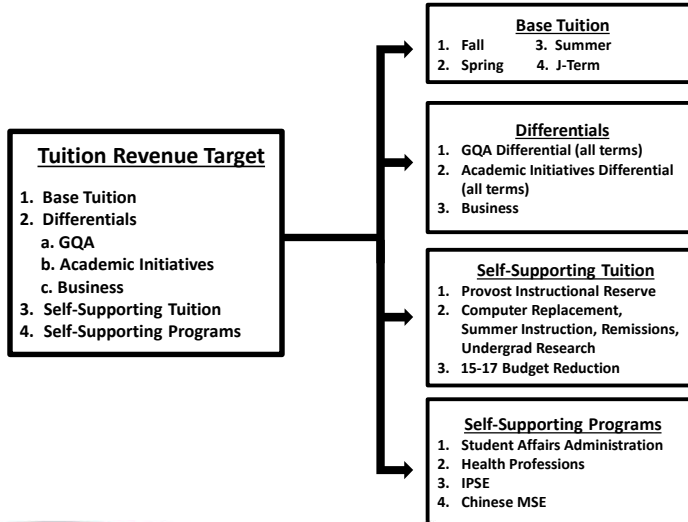 Tuition Revenue Target
1. Base Tuition
2. Differentials
a. GQA
b. Academic Initiatives
c. Business
3. Self-Supporting Tuition
4. Self-Supporting Programs
Base Tuition
1. Fall 3. Summer
2. Spring 4. J-Term
Differentials
1. GQA Differential (all terms)
2. Academic Initiatives Differential
(all terms)
3. Business
Self-Supporting Tuition
1. Provost Instructional Reserve
2. Computer Replacement,
Summer Instruction, Remissions,
Undergrad Research
3. 15-17 Budget Reduction
Self-Supporting Programs
1. Student Affairs Administration
2. Health Professions
3. IPSE
4. Chinese MSE